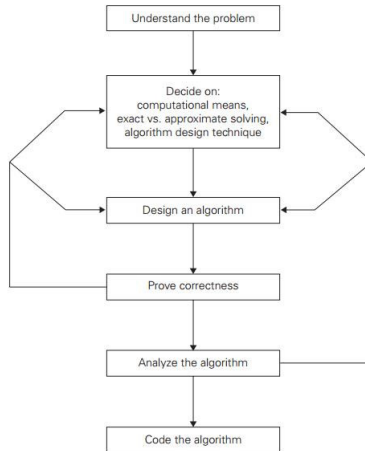 Understand the problem
Decide on:
computational means,
exact vs. approximate solving,
algorithm design technique
Design an algorithm
Prove correctness
Analyze the algorithm
Code the algorithm